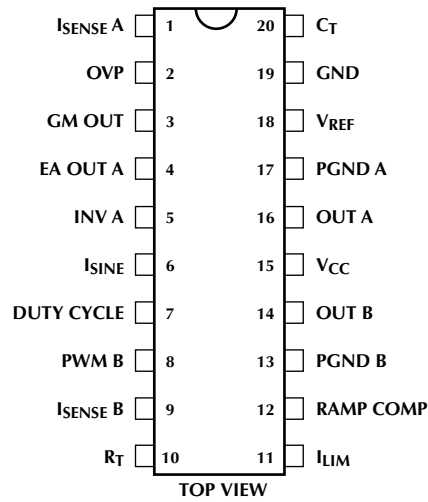 I_SENSE A 1 20 C_T
OVP 2 19 GND
GM OUT 3 18 V_REF
EA OUT A 4 17 PGND A
INV A 5 16 OUT A
I_SINE 6 15 V_CC
DUTY CYCLE 7 14 OUT B
PWM B 8 13 PGND B
I_SENSE B 9 12 RAMP COMP
R_T 10 11 I_LIM
TOP VIEW